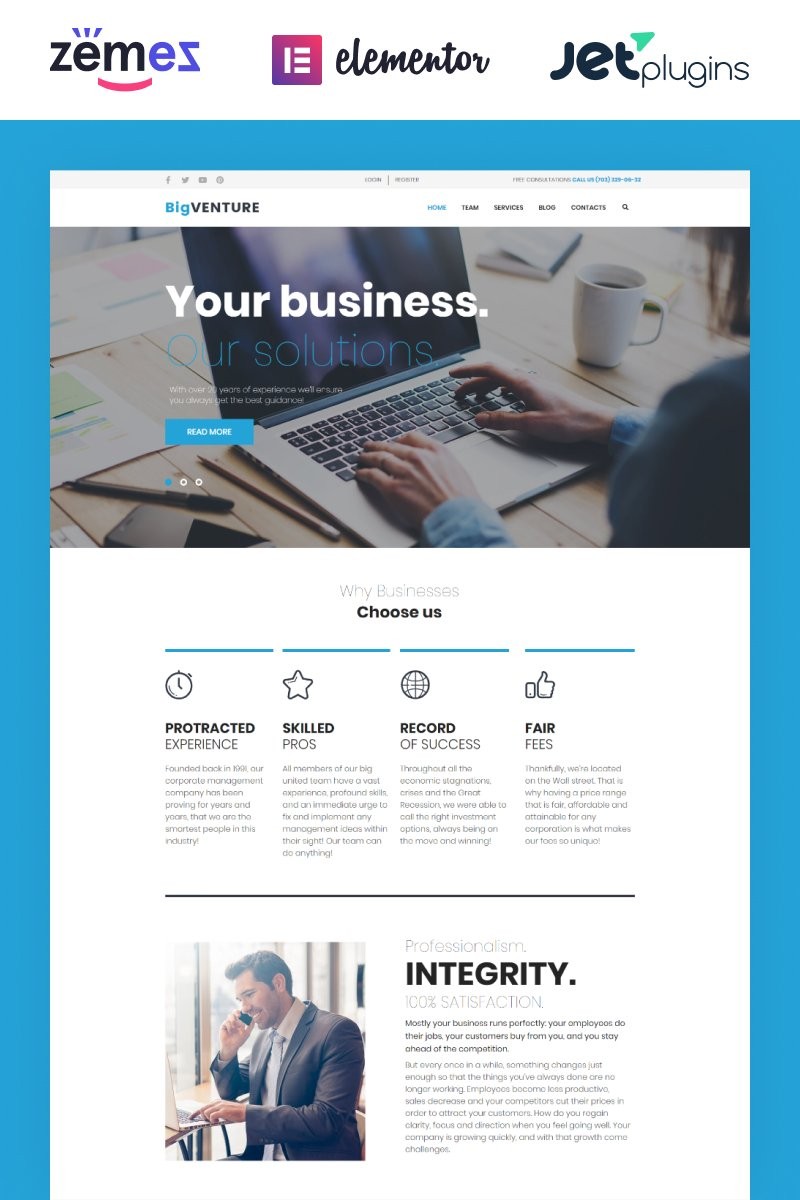 zemez
elementor
Jetplugins
LOGIN | REGISTER
FREE CONSULTATIONS CALL US (703) 329-06-32
BigVENTURE
HOME TEAM SERVICES BLOG CONTACTS
Your business.
Our solutions.
With over 20 years of experience we'll ensure
you always get the best guidance!
READ MORE
Why Businesses
Choose us
PROTRACTED
EXPERIENCE
Founded back in 1991, our
corporate management
company has been
proving for years and
years, that we are the
smartest people in this
industry!
SKILLED
PROS
All members of our big
united team have a vast
experience, profound skills,
and an immediate urge to
fix and implement any
management ideas within
their sight! Our team can
do anything!
RECORD
OF SUCCESS
Throughout all the
economic stagnations,
crises and the Great
Recession, we were able to
call the right investment
options, always being on
the move and winning!
FAIR
FEES
Thankfully, we're located
on the Wall street. That is
why having a price range
that is fair, affordable and
attainable for any
corporation is what makes
our fees so unique!
Professionalism.
INTEGRITY.
100% SATISFACTION.
Mostly your business runs perfectly: your employees do
their jobs, your customers buy from you, and you stay
ahead of the competition.
But every once in a while, something changes just
enough so that the things you've always done are no
longer working. Employees become less productive,
sales decrease and your competitors cut their prices in
order to attract your customers. How do you regain
clarity, focus and direction when you feel going well. Your
company is growing quickly, and with that growth come
challenges.